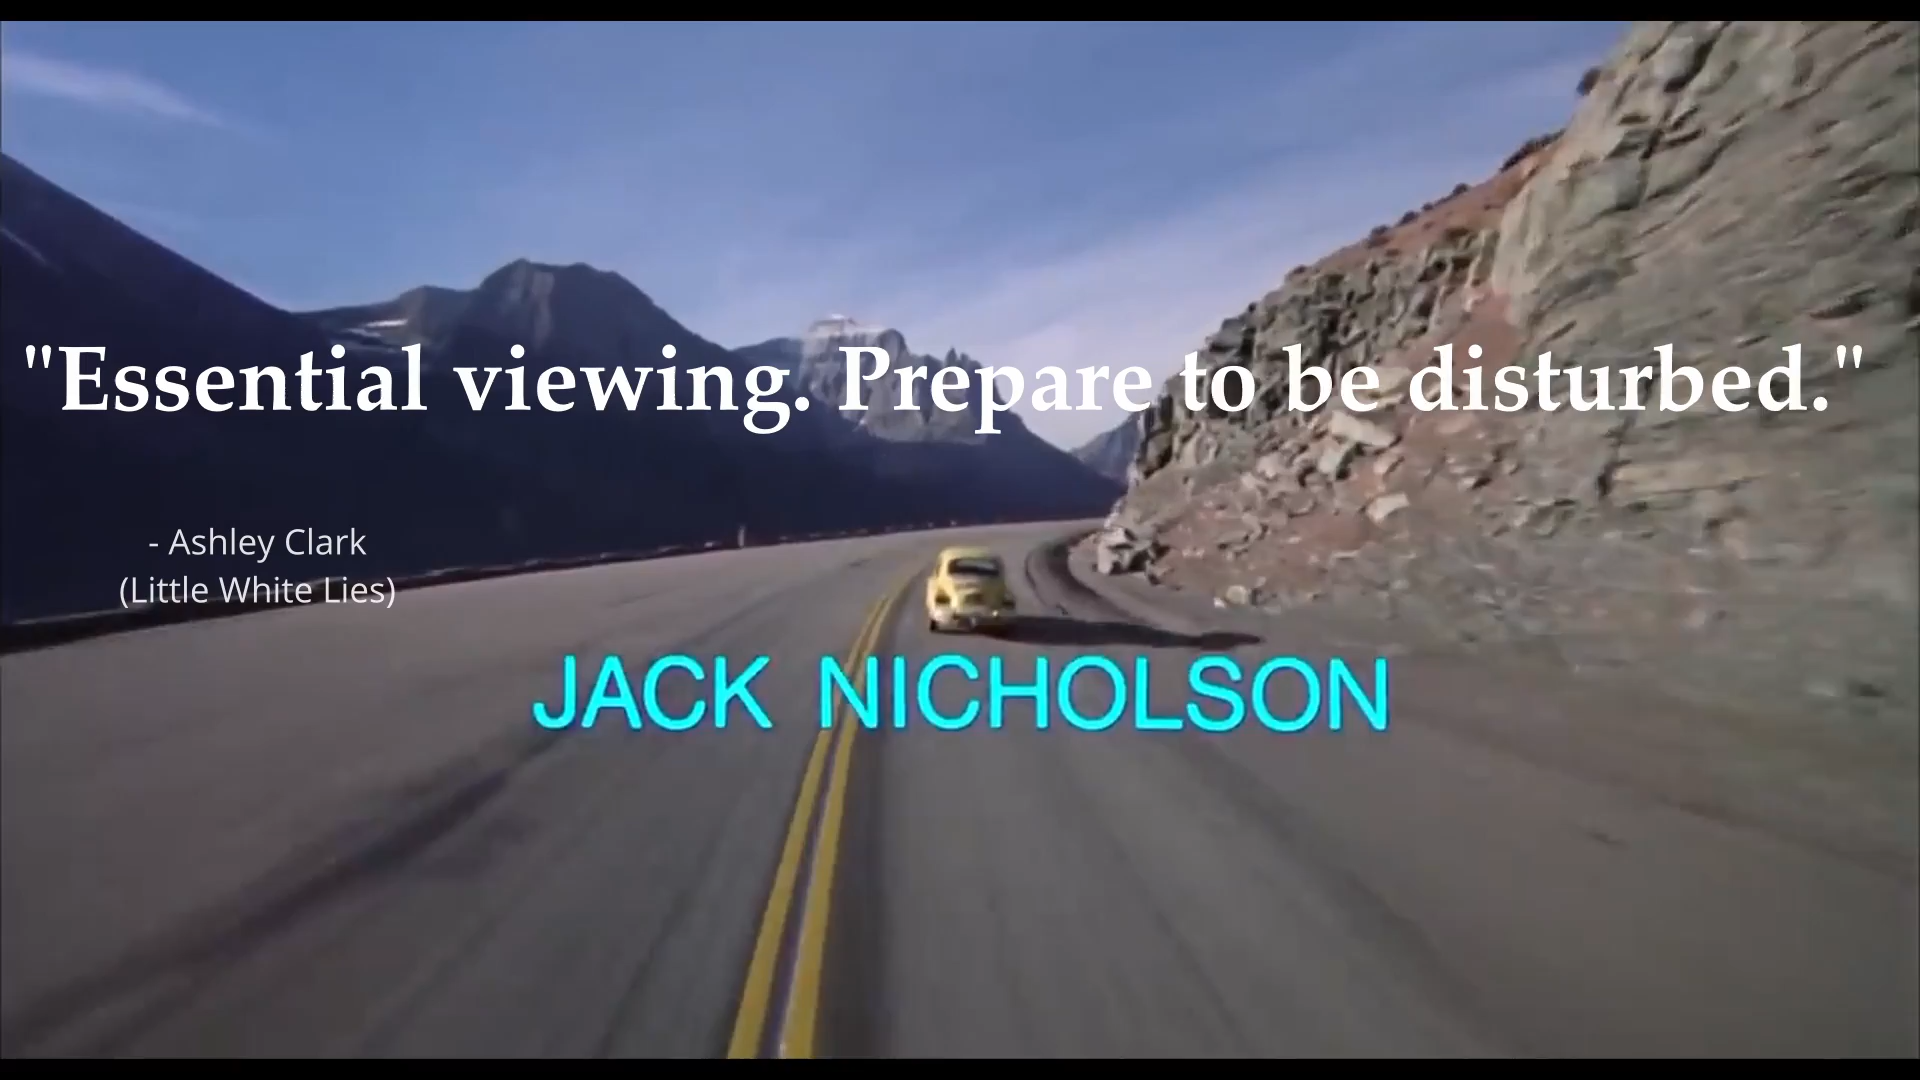 "Essential viewing. Prepare to be disturbed."
- Ashley Clark
(Little White Lies)
JACK NICHOLSON